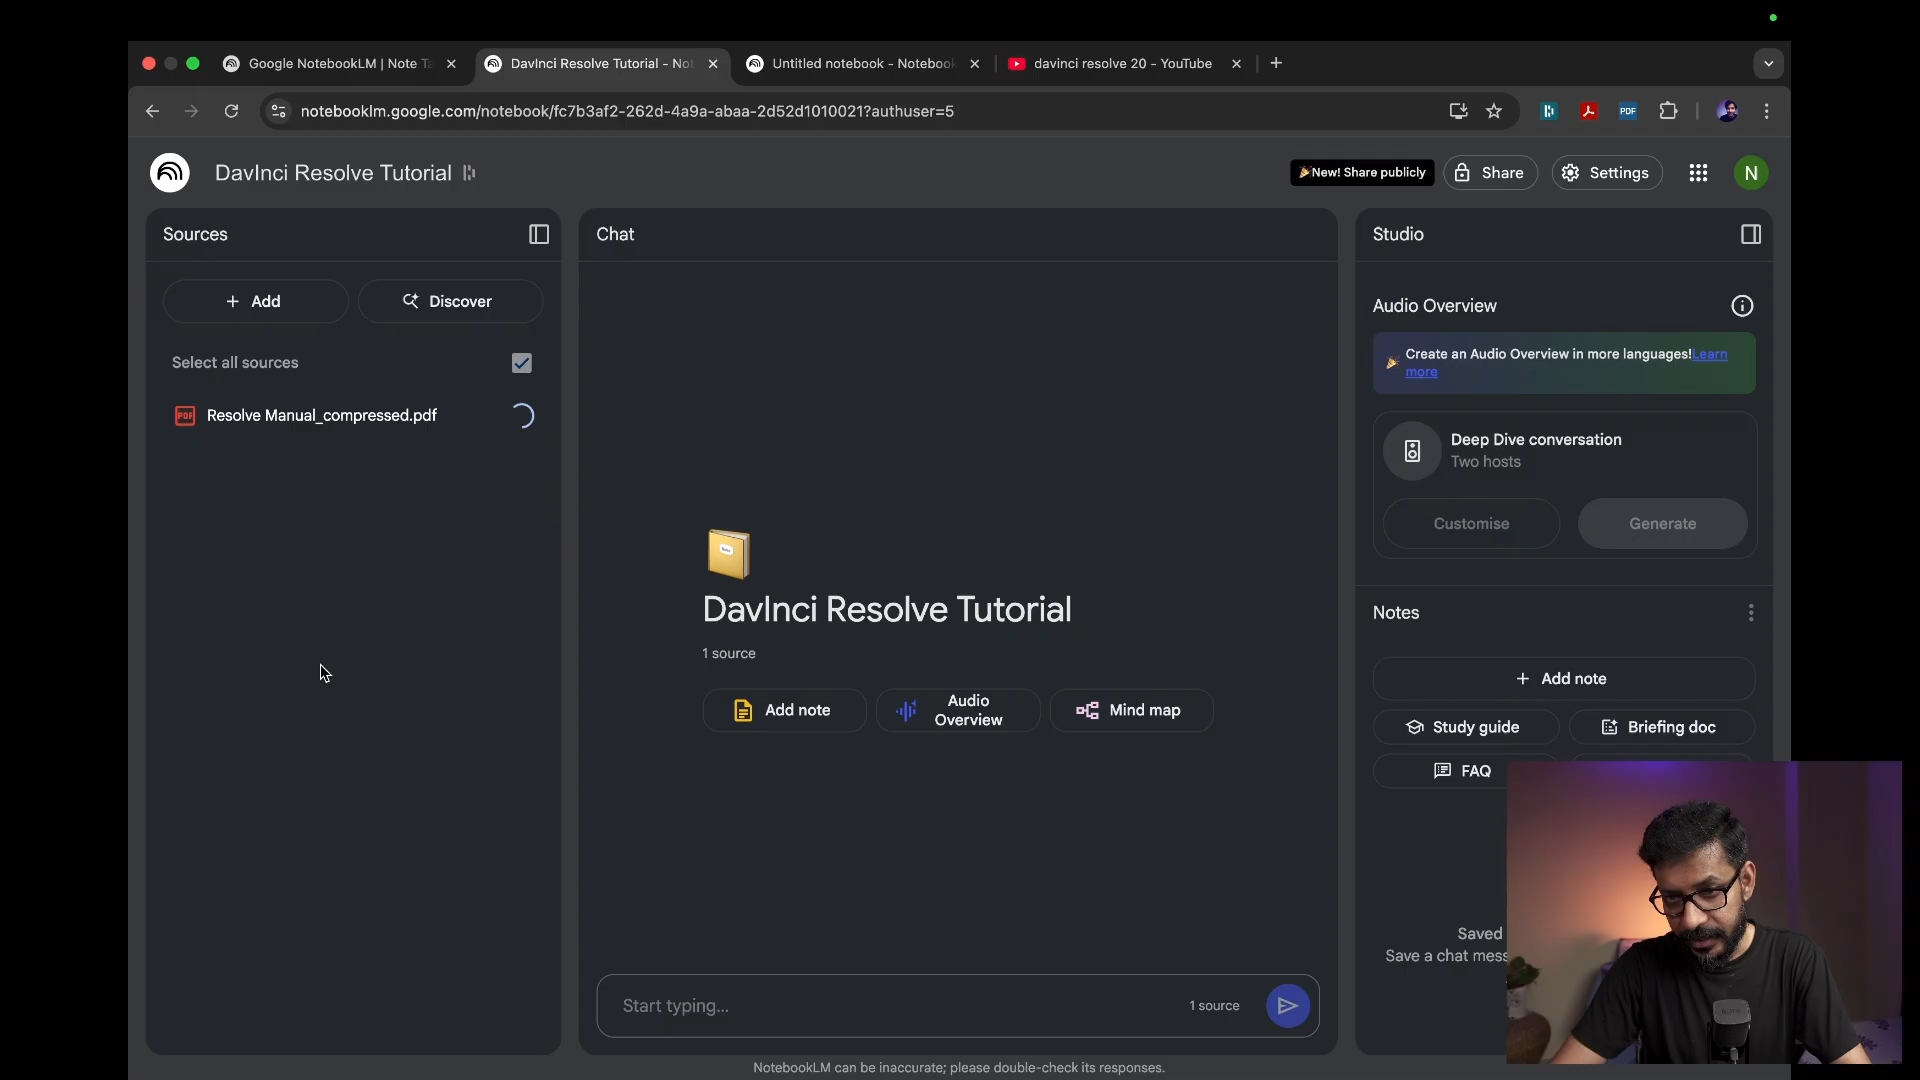 Google NotebookLM | Note Ta
DavInci Resolve Tutorial - Not
Untitled notebook - Notebook
davinci resolve 20 - YouTube
notebooklm.google.com/notebook/fc7b3af2-262d-4a9a-abaa-2d52d1010021?authuser=5
PDF
DavInci Resolve Tutorial
New! Share publicly
Share
Settings
N
Sources
Add
Discover
Select all sources
PDF
Resolve Manual_compressed.pdf
Chat
DavInci Resolve Tutorial
1 source
Add note
Audio
Overview
Mind map
Start typing...
1 source
Studio
Audio Overview
Create an Audio Overview in more languages!Learn
more
Deep Dive conversation
Two hosts
Customise
Generate
Notes
Add note
Study guide
Briefing doc
FAQ
Saved
Save a chat mess
NotebookLM can be inaccurate; please double-check its responses.